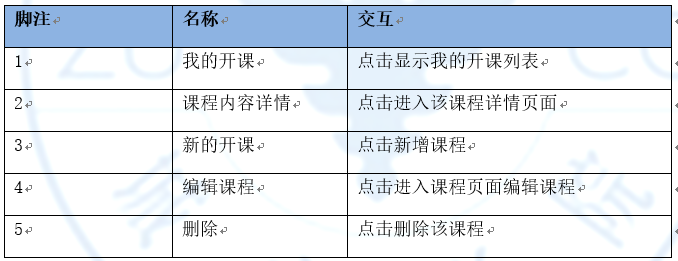 脚注 名称 交互
1 我的开课 点击显示我的开课列表
2 课程内容详情 点击进入该课程详情页面
3 新的开课 点击新增课程
4 编辑课程 点击进入课程页面编辑课程
5 删除 点击删除该课程